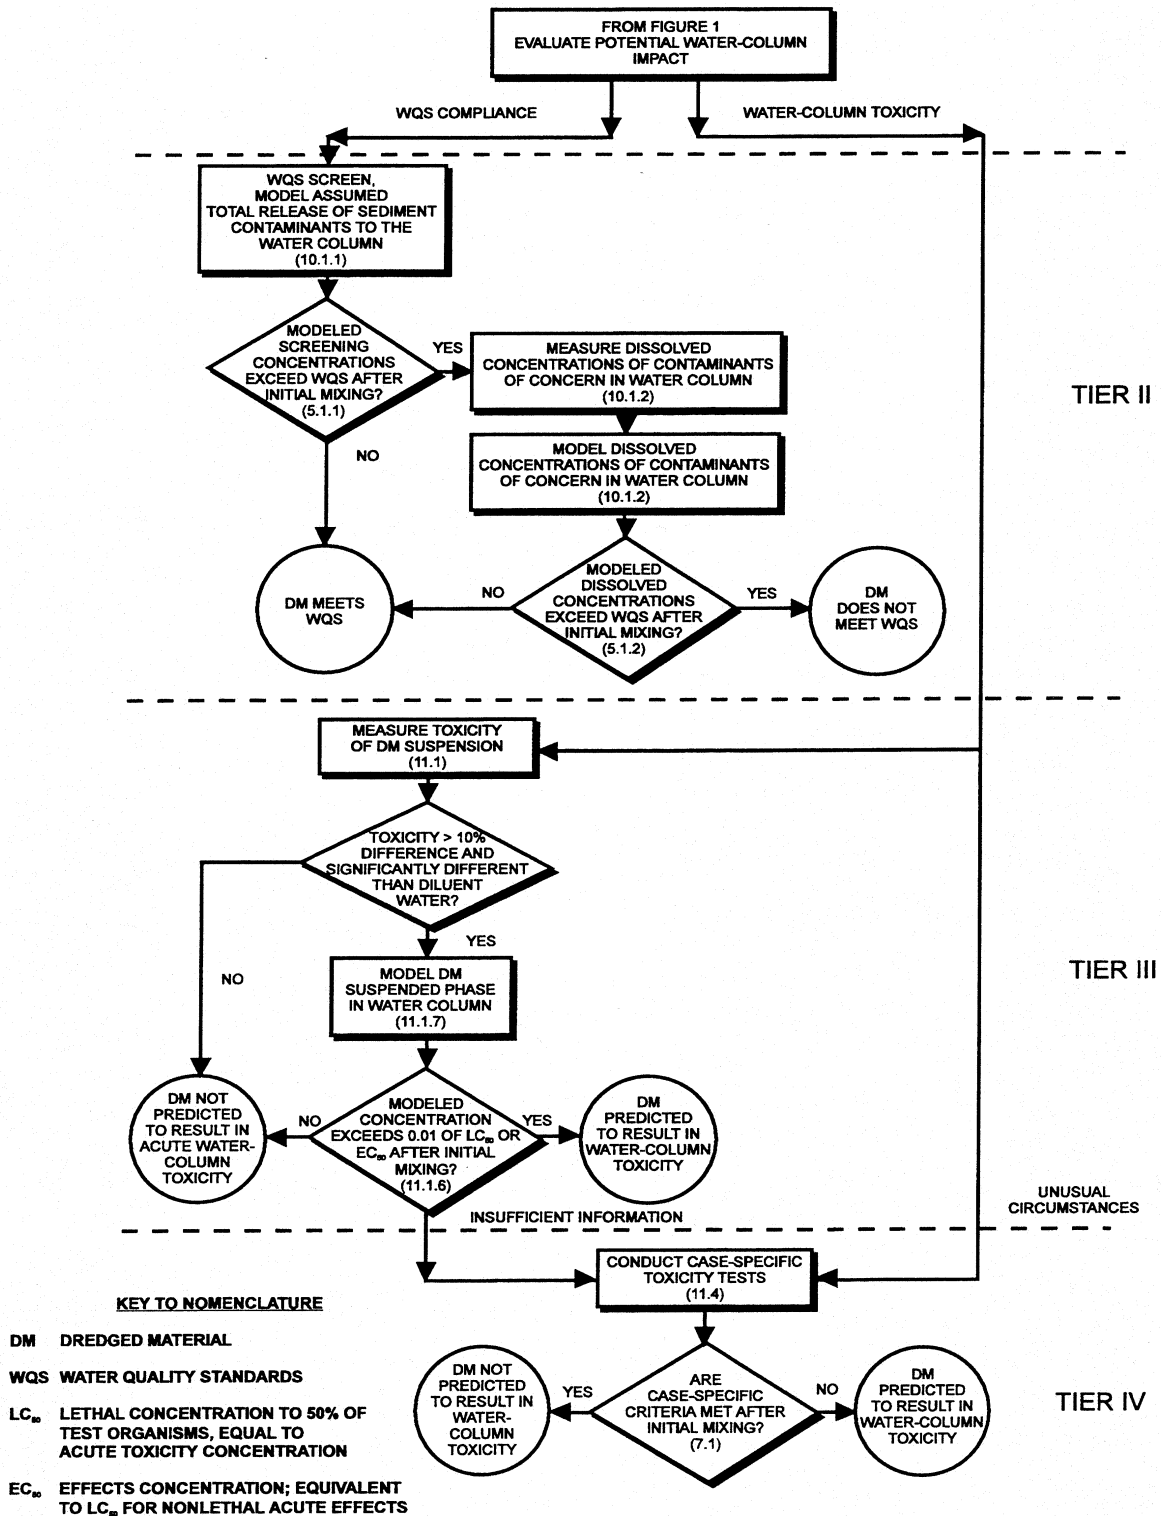 FROM FIGURE 1
EVALUATE POTENTIAL WATER-COLUMN
IMPACT
WQS COMPLIANCE
WATER-COLUMN TOXICITY
WQS SCREEN,
MODEL ASSUMED
TOTAL RELEASE OF SEDIMENT
CONTAMINANTS TO THE
WATER COLUMN
(10.1.1)
MODELED
SCREENING
CONCENTRATIONS
EXCEED WQS AFTER
INITIAL MIXING?
(5.1.1)
YES
MEASURE DISSOLVED
CONCENTRATIONS OF CONTAMINANTS
OF CONCERN IN WATER COLUMN
(10.1.2)
TIER II
NO
MODEL DISSOLVED
CONCENTRATIONS OF CONTAMINANTS
OF CONCERN IN WATER COLUMN
(10.1.2)
DM MEETS
WQS
NO
MODELED
DISSOLVED
CONCENTRATIONS
EXCEED WQS AFTER
INITIAL MIXING?
(5.1.2)
YES
DM
DOES NOT
MEET WQS
MEASURE TOXICITY
OF DM SUSPENSION
(11.1)
TOXICITY > 10%
DIFFERENCE AND
SIGNIFICANTLY DIFFERENT
THAN DILUENT
WATER?
YES
NO
MODEL DM
SUSPENDED PHASE
IN WATER COLUMN
(11.1.7)
TIER III
DM NOT
PREDICTED
TO RESULT IN
ACUTE WATER-
COLUMN
TOXICITY
NO
MODELED
CONCENTRATION
EXCEEDS 0.01 OF LC₅₀ OR
EC₅₀ AFTER INITIAL
MIXING?
(11.1.6)
YES
DM
PREDICTED
TO RESULT IN
WATER-COLUMN
TOXICITY
INSUFFICIENT INFORMATION
UNUSUAL
CIRCUMSTANCES
CONDUCT CASE-SPECIFIC
TOXICITY TESTS
(11.4)
DM NOT
PREDICTED
TO RESULT IN
WATER-
COLUMN
TOXICITY
YES
ARE
CASE-SPECIFIC
CRITERIA MET AFTER
INITIAL MIXING?
(7.1)
NO
DM
PREDICTED
TO RESULT IN
WATER-COLUMN
TOXICITY
TIER IV
KEY TO NOMENCLATURE
DM DREDGED MATERIAL
WQS WATER QUALITY STANDARDS
LC₅₀ LETHAL CONCENTRATION TO 50% OF
TEST ORGANISMS, EQUAL TO
ACUTE TOXICITY CONCENTRATION
EC₅₀ EFFECTS CONCENTRATION; EQUIVALENT
TO LC₅₀ FOR NONLETHAL ACUTE EFFECTS